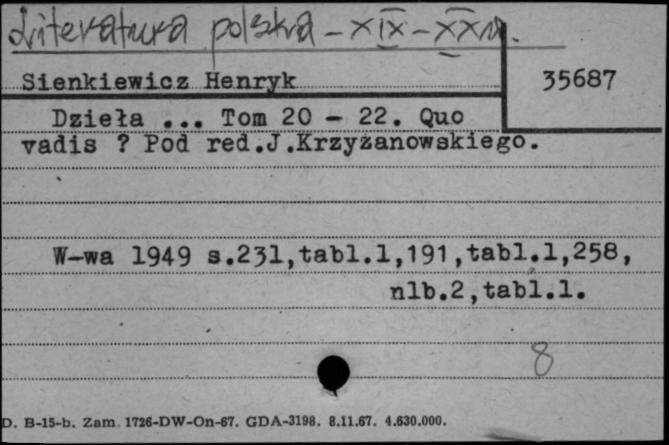 Literatura polska - XIX - XX w.
Sienkiewicz Henryk
35687
Dzieła ... Tom 20 - 22. Quo
vadis ? Pod red.J.Krzyżanowskiego.
W-wa 1949 s.231,tabl.1,191,tabl.1,258,
nlb.2,tabl.1.
8
D. B-15-b. Zam. 1726-DW-On-67. GDA-3198. 8.11.67. 4.630.000.